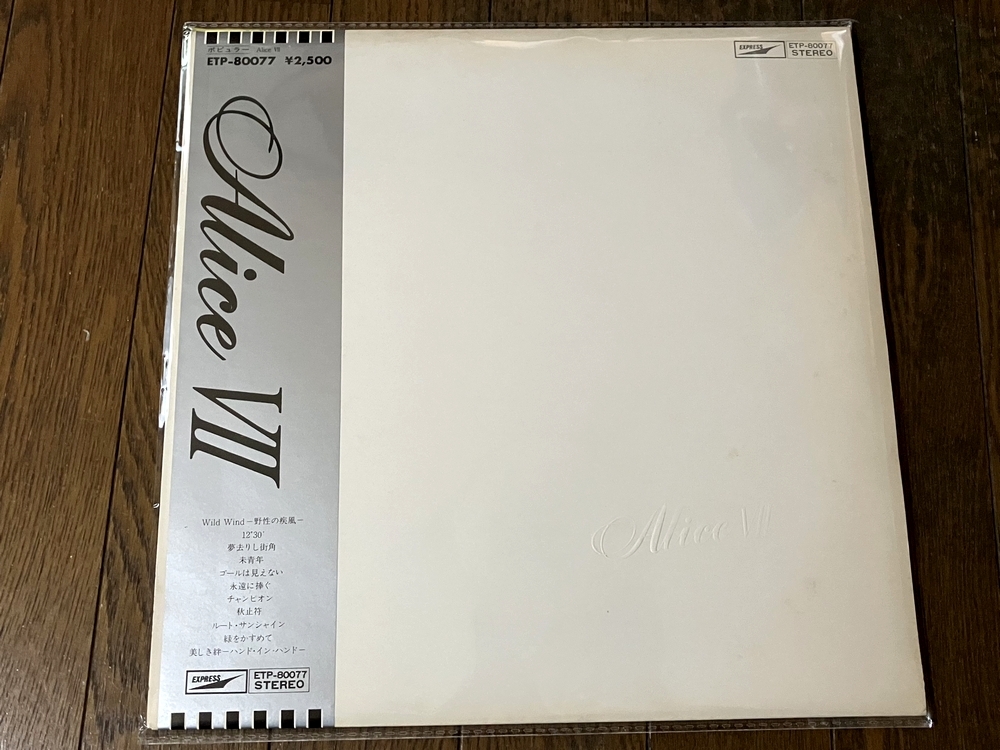 ポピュラー Alice VII
ETP-80077 ¥2,500
Alice VII
Wild Wind−野性の疾風−
12°30′
夢去りし街角
未青年
ゴールは見えない
永遠に捧ぐ
チャンピオン
秋止符
ルート・サンシャイン
緑をかすめて
美しき絆−ハンド・イン・ハンド−
EXPRESS
ETP-80077
STEREO
EXPRESS
ETP-80077
STEREO
Alice VII